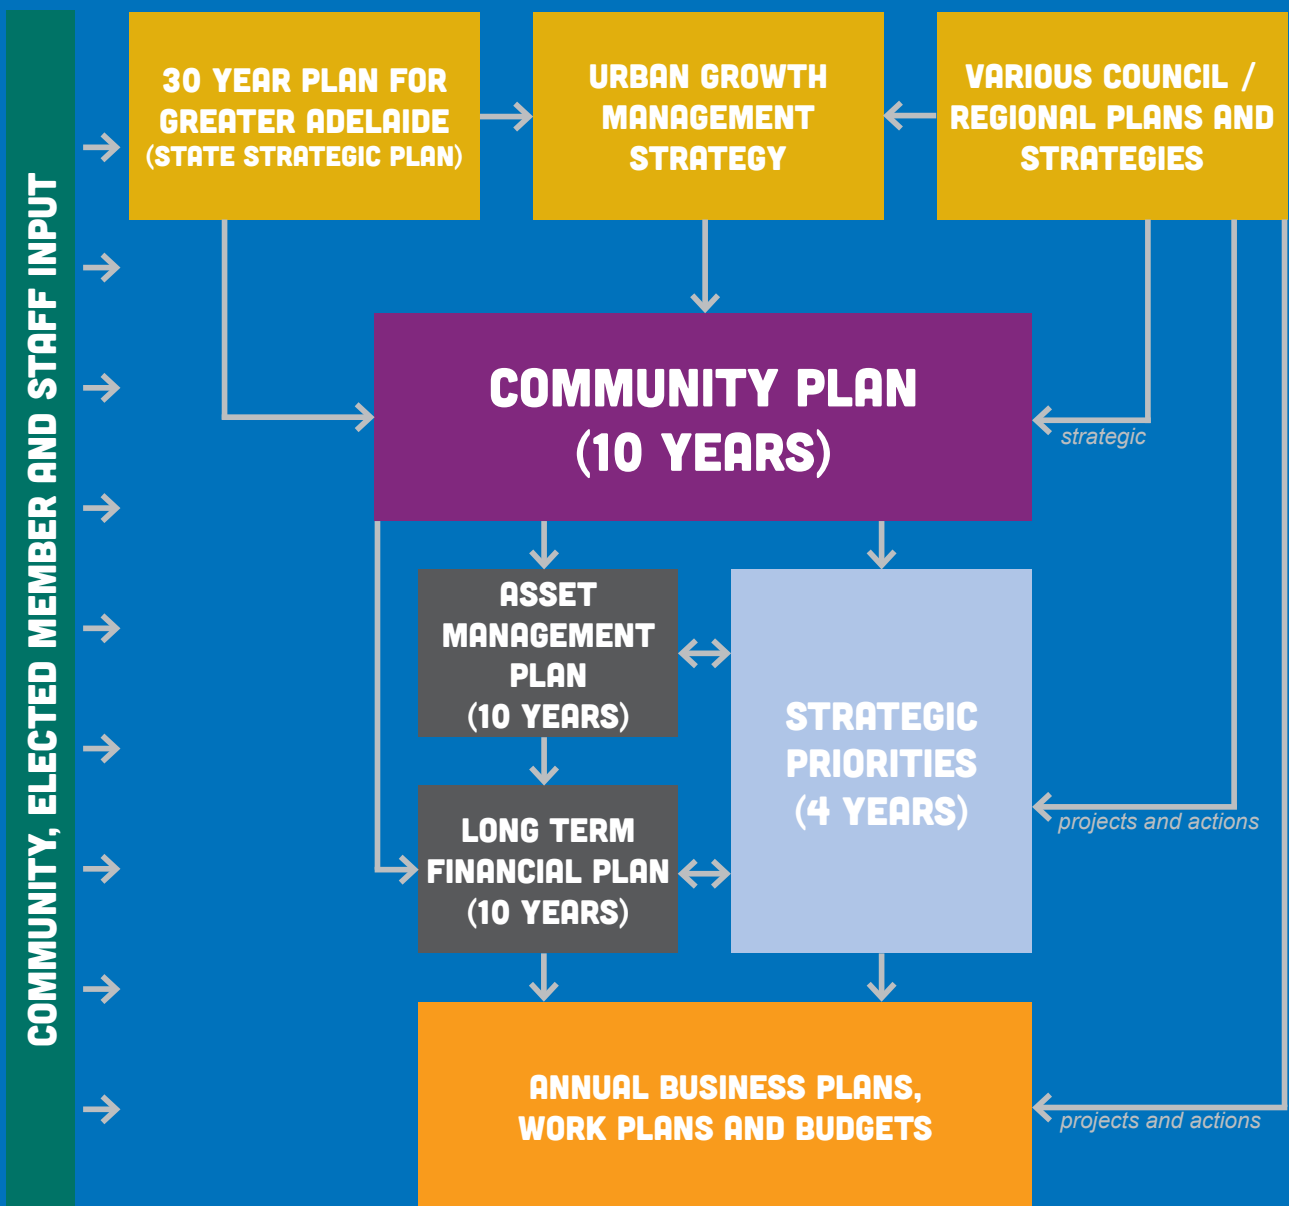 COMMUNITY, ELECTED MEMBER AND STAFF INPUT
30 YEAR PLAN FOR
GREATER ADELAIDE
(STATE STRATEGIC PLAN)
URBAN GROWTH
MANAGEMENT
STRATEGY
VARIOUS COUNCIL /
REGIONAL PLANS AND
STRATEGIES
COMMUNITY PLAN
(10 YEARS)
strategic
ASSET
MANAGEMENT
PLAN
(10 YEARS)
STRATEGIC
PRIORITIES
(4 YEARS)
projects and actions
LONG TERM
FINANCIAL PLAN
(10 YEARS)
ANNUAL BUSINESS PLANS,
WORK PLANS AND BUDGETS
projects and actions